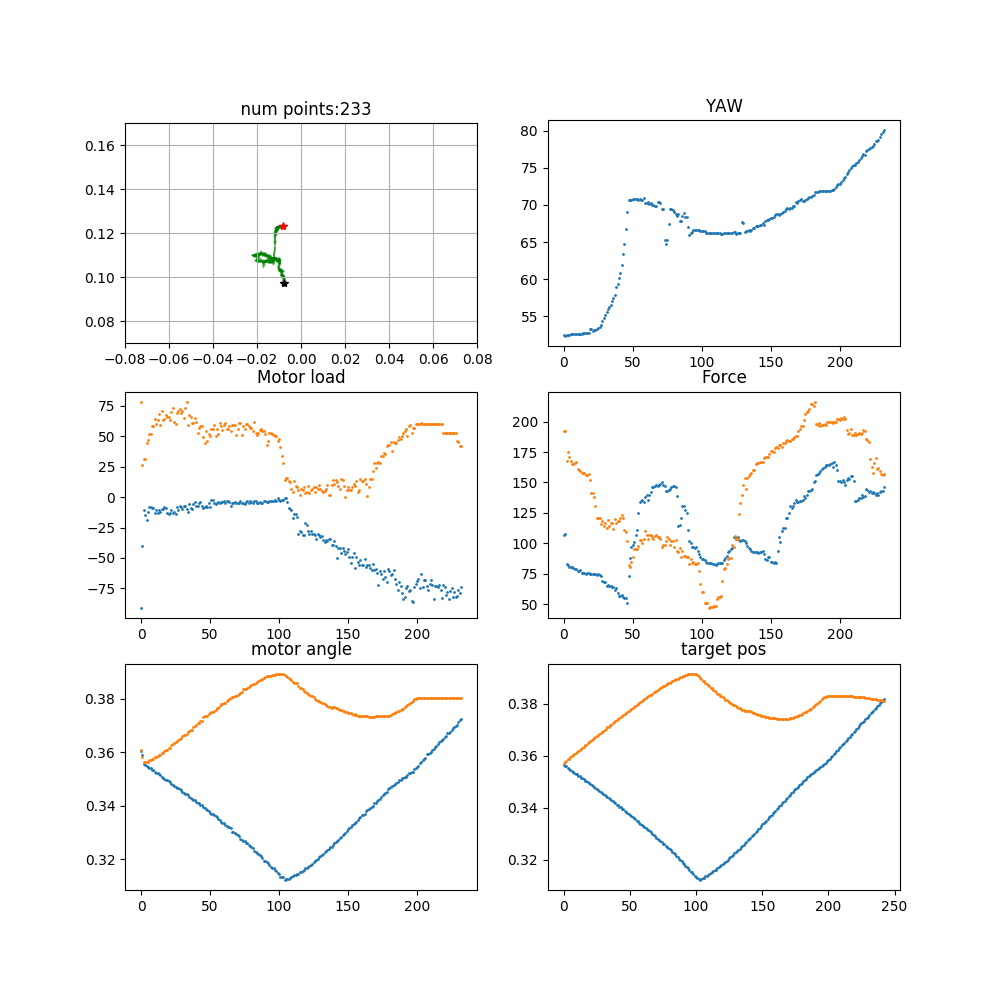 num points:233
YAW
0.16
0.14
0.12
0.10
0.08
−0.08 −0.06 −0.04 −0.02 0.00 0.02 0.04 0.06 0.08
80
75
70
65
60
55
0 50 100 150 200
Motor load
Force
75
50
25
0
−25
−50
−75
0 50 100 150 200
200
175
150
125
100
75
50
0 50 100 150 200
motor angle
target pos
0.38
0.36
0.34
0.32
0 50 100 150 200
0.38
0.36
0.34
0.32
0 50 100 150 200 250